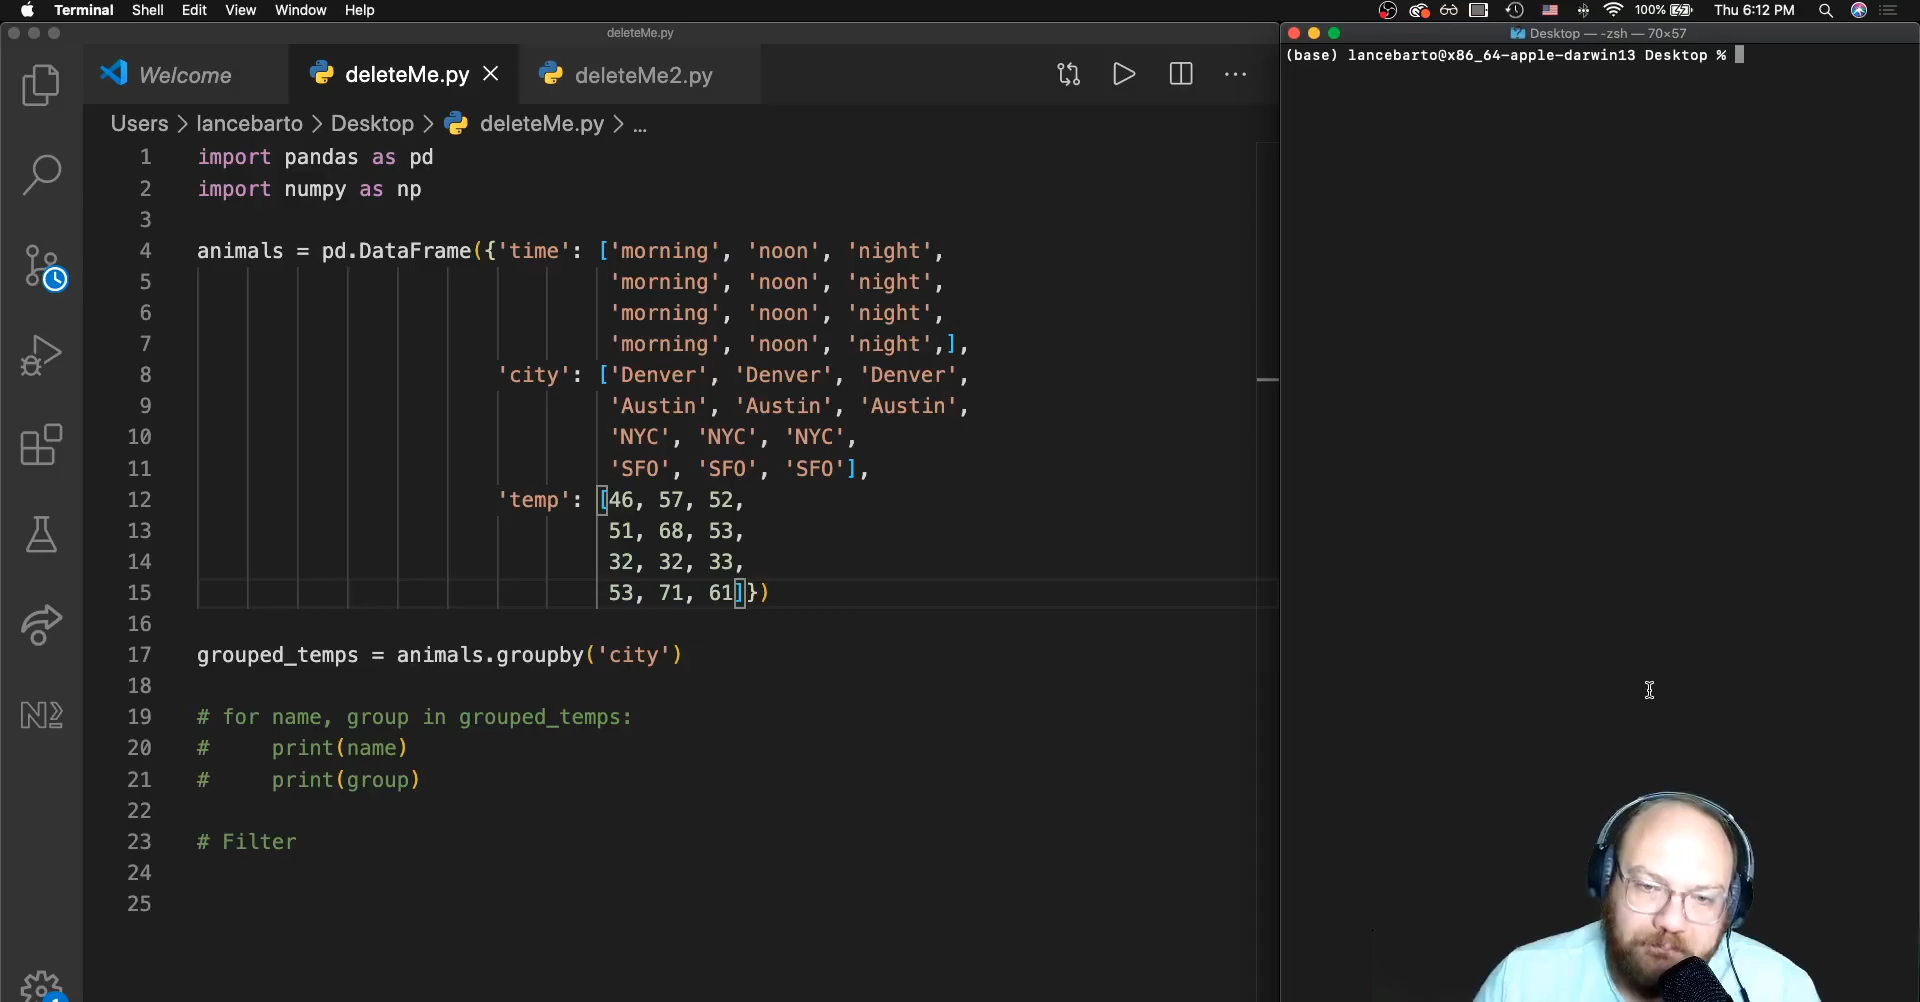 Terminal Shell Edit View Window Help 100% Thu 6:12 PM
deleteMe.py
Desktop — -zsh — 70×57
Welcome deleteMe.py deleteMe2.py
(base) lancebarto@x86_64-apple-darwin13 Desktop %
Users > lancebarto > Desktop > deleteMe.py > ...
1 import pandas as pd
2 import numpy as np
3
4 animals = pd.DataFrame({'time': ['morning', 'noon', 'night',
5 'morning', 'noon', 'night',
6 'morning', 'noon', 'night',
7 'morning', 'noon', 'night',],
8 'city': ['Denver', 'Denver', 'Denver',
9 'Austin', 'Austin', 'Austin',
10 'NYC', 'NYC', 'NYC',
11 'SFO', 'SFO', 'SFO'],
12 'temp': [46, 57, 52,
13 51, 68, 53,
14 32, 32, 33,
15 53, 71, 61]})
16
17 grouped_temps = animals.groupby('city')
18
19 # for name, group in grouped_temps:
20 #     print(name)
21 #     print(group)
22
23 # Filter
24
25